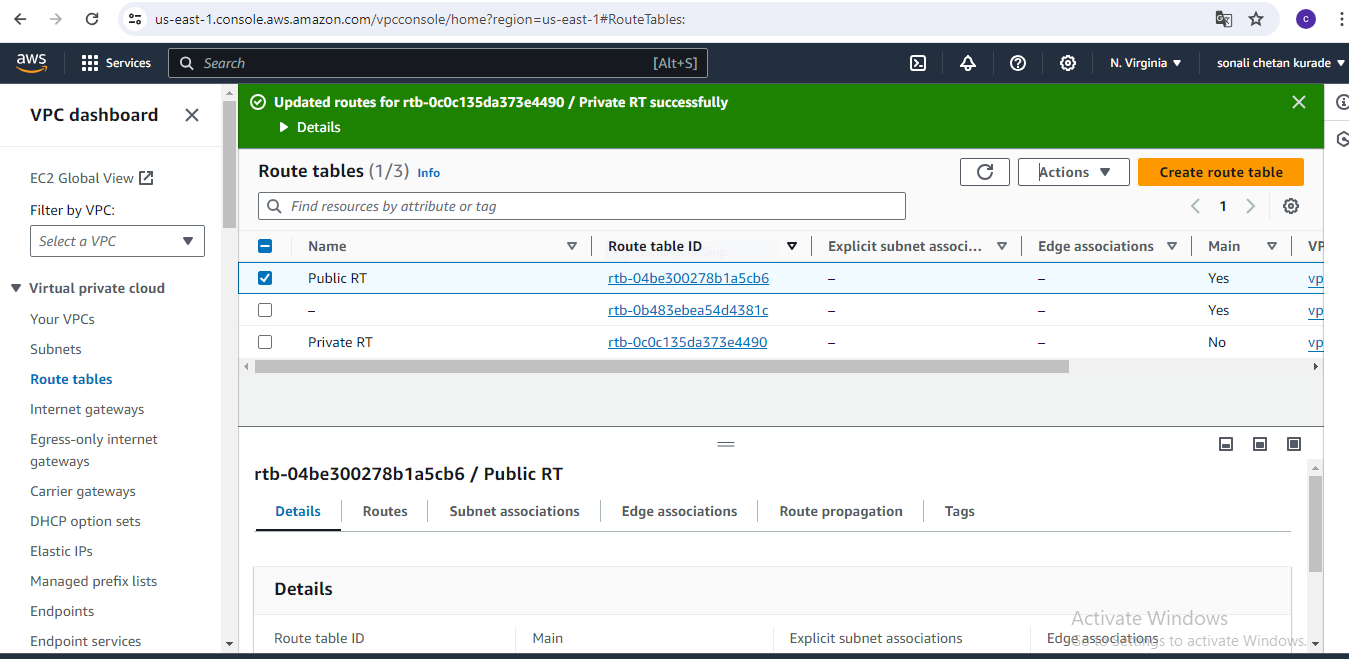 us-east-1.console.aws.amazon.com/vpcconsole/home?region=us-east-1#RouteTables:
c
aws
Services
Search
[Alt+S]
N. Virginia
sonali chetan kurade
VPC dashboard
EC2 Global View
Filter by VPC:
Select a VPC
Virtual private cloud
Your VPCs
Subnets
Route tables
Internet gateways
Egress-only internet
gateways
Carrier gateways
DHCP option sets
Elastic IPs
Managed prefix lists
Endpoints
Endpoint services
Updated routes for rtb-0c0c135da373e4490 / Private RT successfully
Details
Route tables (1/3) Info
Actions
Create route table
Find resources by attribute or tag
1
Name Route table ID Explicit subnet associ... Edge associations Main VP
Public RT rtb-04be300278b1a5cb6 – – Yes vp
– rtb-0b483ebea54d4381c – – Yes vp
Private RT rtb-0c0c135da373e4490 – – No vp
rtb-04be300278b1a5cb6 / Public RT
Details Routes Subnet associations Edge associations Route propagation Tags
Details
Route table ID Main Explicit subnet associations Edge associations
Activate Windows
Go to Settings to activate Windows.